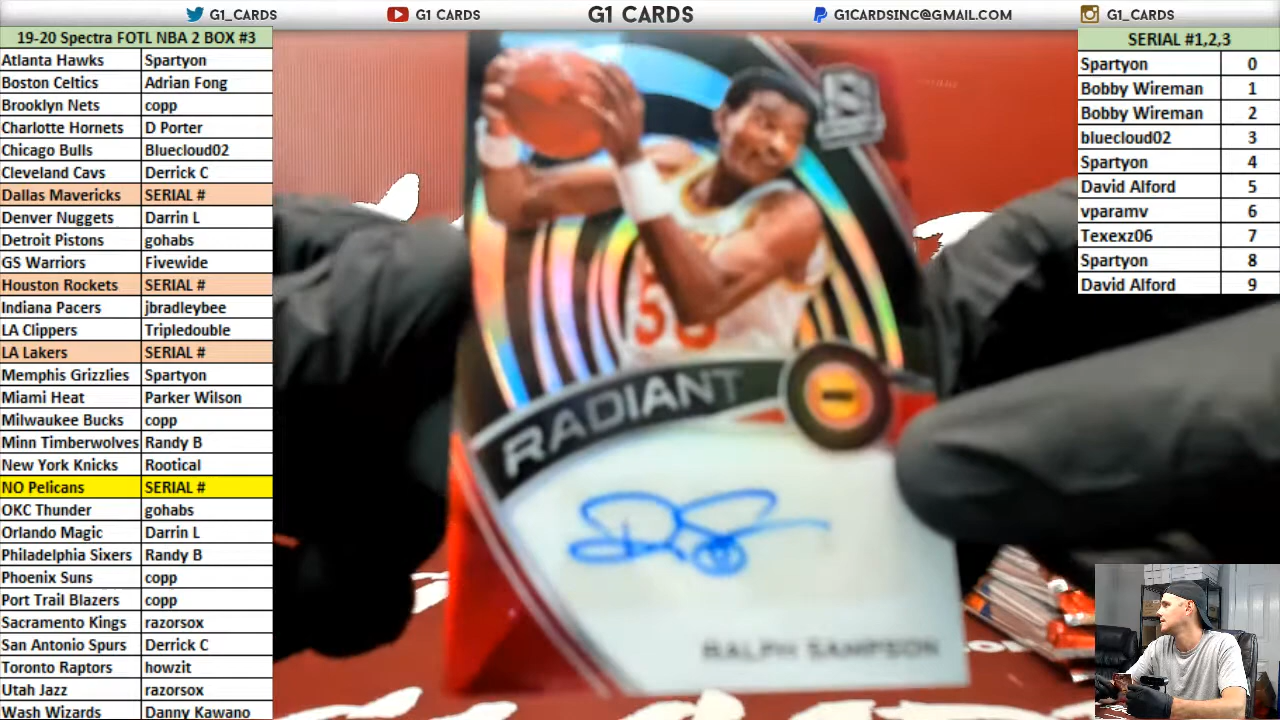 G1_CARDS G1 CARDS G1 CARDS G1CARDSINC@GMAIL.COM G1_CARDS
19-20 Spectra FOTL NBA 2 BOX #3
Atlanta Hawks Spartyon
Boston Celtics Adrian Fong
Brooklyn Nets copp
Charlotte Hornets D Porter
Chicago Bulls Bluecloud02
Cleveland Cavs Derrick C
Dallas Mavericks SERIAL #
Denver Nuggets Darrin L
Detroit Pistons gohabs
GS Warriors Fivewide
Houston Rockets SERIAL #
Indiana Pacers jbradleybee
LA Clippers Tripledouble
LA Lakers SERIAL #
Memphis Grizzlies Spartyon
Miami Heat Parker Wilson
Milwaukee Bucks copp
Minn Timberwolves Randy B
New York Knicks Rootical
NO Pelicans SERIAL #
OKC Thunder gohabs
Orlando Magic Darrin L
Philadelphia Sixers Randy B
Phoenix Suns copp
Port Trail Blazers copp
Sacramento Kings razorsox
San Antonio Spurs Derrick C
Toronto Raptors howzit
Utah Jazz razorsox
Wash Wizards Danny Kawano
50
RADIANT
RALPH SAMPSON
SERIAL #1,2,3
Spartyon 0
Bobby Wireman 1
Bobby Wireman 2
bluecloud02 3
Spartyon 4
David Alford 5
vparamv 6
Texexz06 7
Spartyon 8
David Alford 9